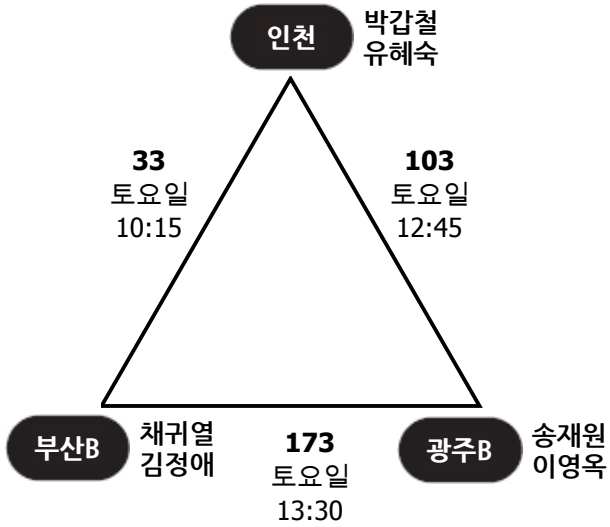 인천
박갑철
유혜숙
33
토요일
10:15
103
토요일
12:45
부산B
채귀열
김정애
173
토요일
13:30
광주B
송재원
이영옥